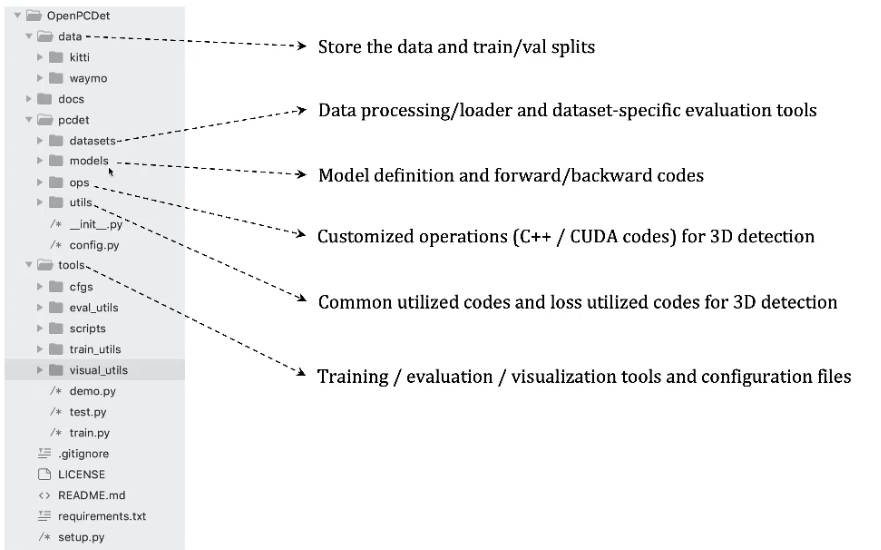 OpenPCDet
data
Store the data and train/val splits
kitti
waymo
docs
Data processing/loader and dataset-specific evaluation tools
pcdet
datasets
models
Model definition and forward/backward codes
ops
utils
/* __init__.py
Customized operations (C++ / CUDA codes) for 3D detection
/* config.py
tools
cfgs
Common utilized codes and loss utilized codes for 3D detection
eval_utils
scripts
train_utils
visual_utils
Training / evaluation / visualization tools and configuration files
/* demo.py
/* test.py
/* train.py
.gitignore
LICENSE
<> README.md
requirements.txt
/* setup.py